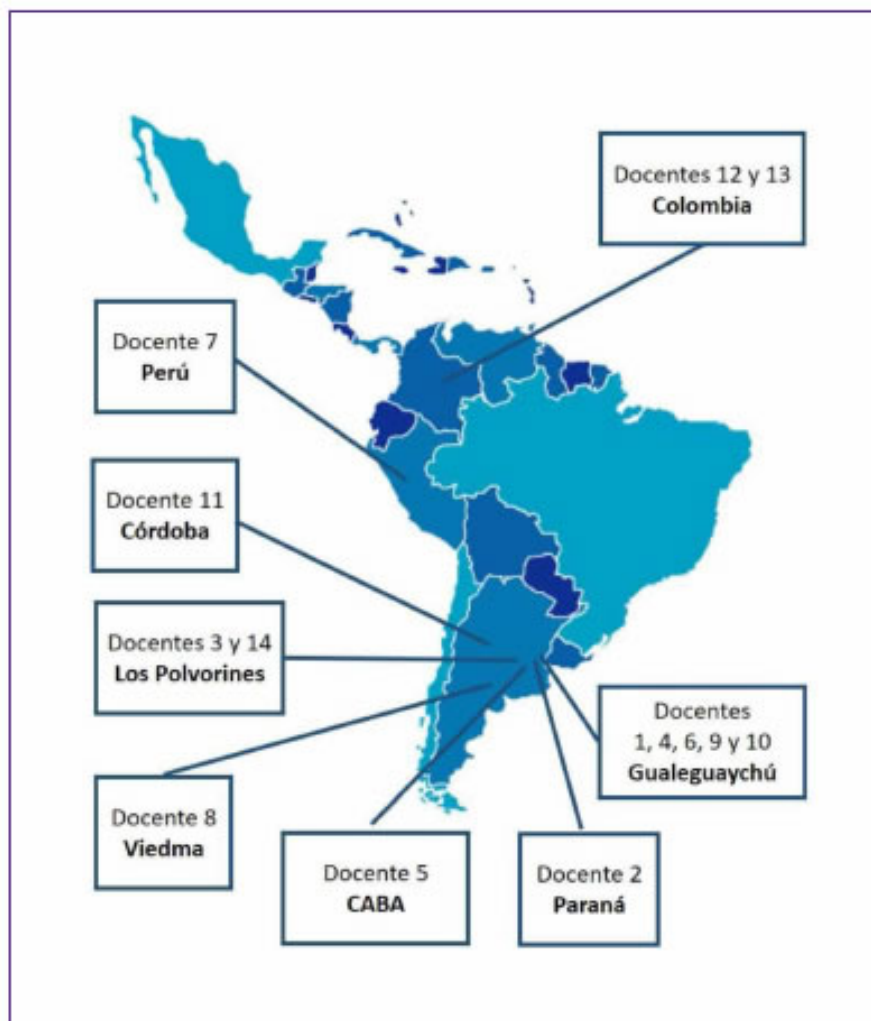 Docentes 12 y 13
Colombia
Docente 7
Perú
Docente 11
Córdoba
Docentes 3 y 14
Los Polvorines
Docentes
1, 4, 6, 9 y 10
Gualeguaychú
Docente 8
Viedma
Docente 5
CABA
Docente 2
Paraná